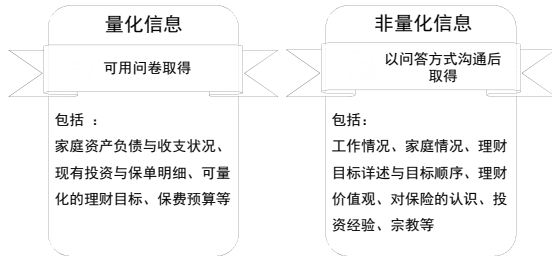 量化信息
可用问卷取得
包括 ：
家庭资产负债与收支状况、
现有投资与保单明细、可量
化的理财目标、保费预算等
非量化信息
以问答方式沟通后
取得
包括：
工作情况、家庭情况、理财
目标详述与目标顺序、理财
价值观、对保险的认识、投
资经验、宗教等